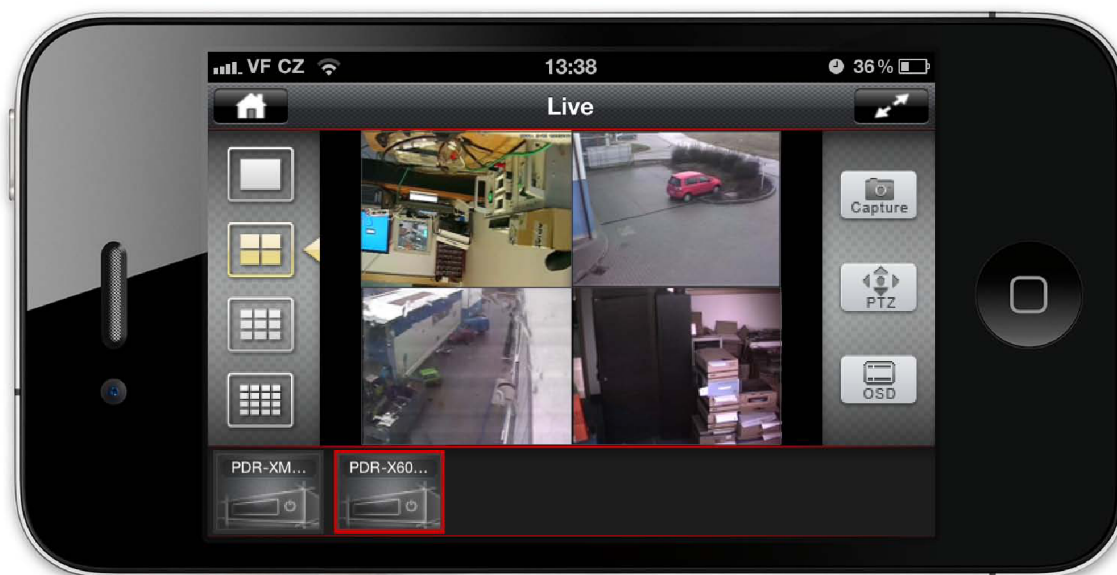 VF CZ 13:38 36%
Live
Capture
PTZ
OSD
PDR-XM... PDR-X60...